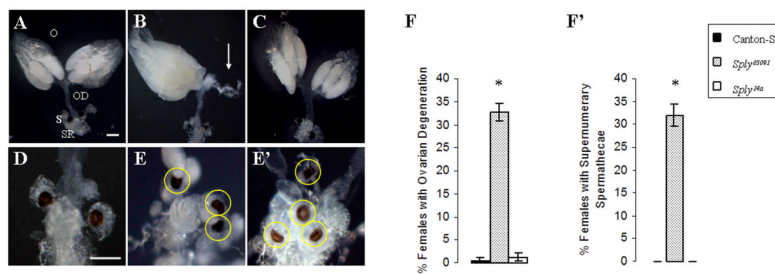 A
O
OD
S
SR
B
C
D
E
E'
F
% Females with Ovarian Degeneration
40
35
30
25
20
15
10
5
0
*
F'
% Females with Supernumerary
Spermathecae
40
35
30
25
20
15
10
5
0
*
Canton-S
Sply⁰⁵⁰⁹¹
Sply¹⁴ᵃ